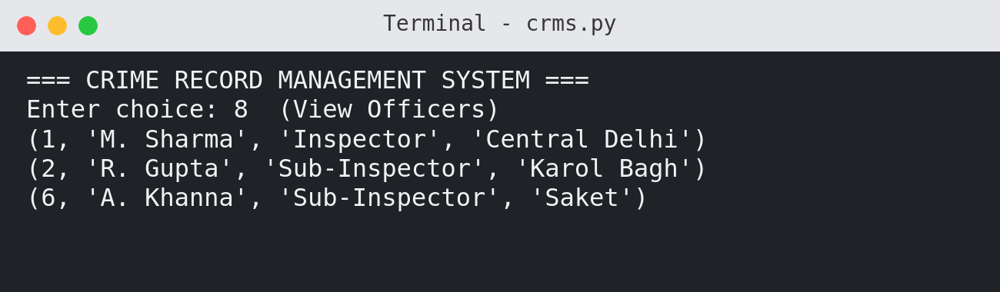 Terminal - crms.py
=== CRIME RECORD MANAGEMENT SYSTEM ===
Enter choice: 8  (View Officers)
(1, 'M. Sharma', 'Inspector', 'Central Delhi')
(2, 'R. Gupta', 'Sub-Inspector', 'Karol Bagh')
(6, 'A. Khanna', 'Sub-Inspector', 'Saket')